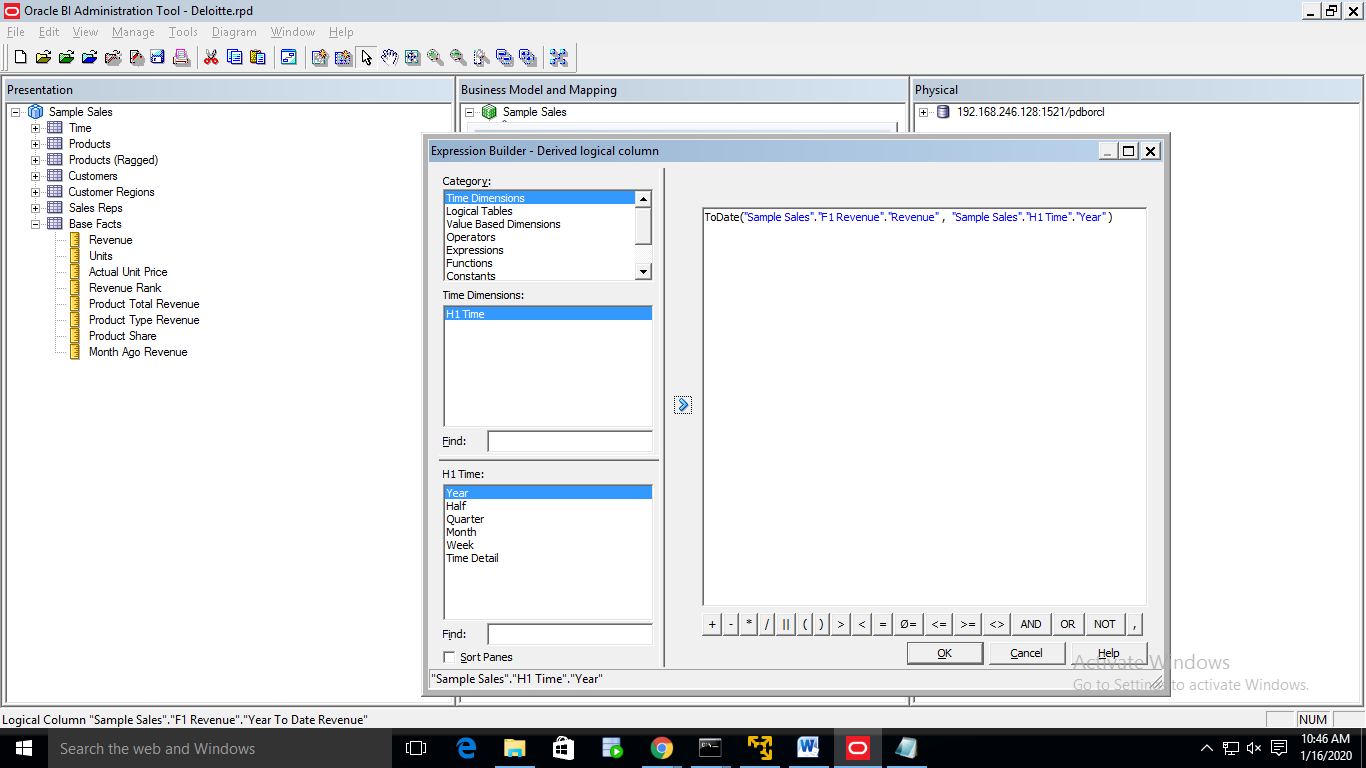 Oracle BI Administration Tool - Deloitte.rpd
File Edit View Manage Tools Diagram Window Help
Presentation
Sample Sales
Time
Products
Products (Ragged)
Customers
Customer Regions
Sales Reps
Base Facts
Revenue
Units
Actual Unit Price
Revenue Rank
Product Total Revenue
Product Type Revenue
Product Share
Month Ago Revenue
Business Model and Mapping
Sample Sales
Physical
192.168.246.128:1521/pdborcl
Expression Builder - Derived logical column
Category:
Time Dimensions
Logical Tables
Value Based Dimensions
Operators
Expressions
Functions
Constants
Time Dimensions:
H1 Time
Find:
H1 Time:
Year
Half
Quarter
Month
Week
Time Detail
Find:
Sort Panes
ToDate("Sample Sales"."F1 Revenue"."Revenue" , "Sample Sales"."H1 Time"."Year" )
+ - * / || ( ) > < = Ø= <= >= <> AND OR NOT ,
OK Cancel Help
"Sample Sales"."H1 Time"."Year"
Activate Windows
Go to Settings to activate Windows.
Logical Column "Sample Sales"."F1 Revenue"."Year To Date Revenue"
NUM
Search the web and Windows
10:46 AM
1/16/2020